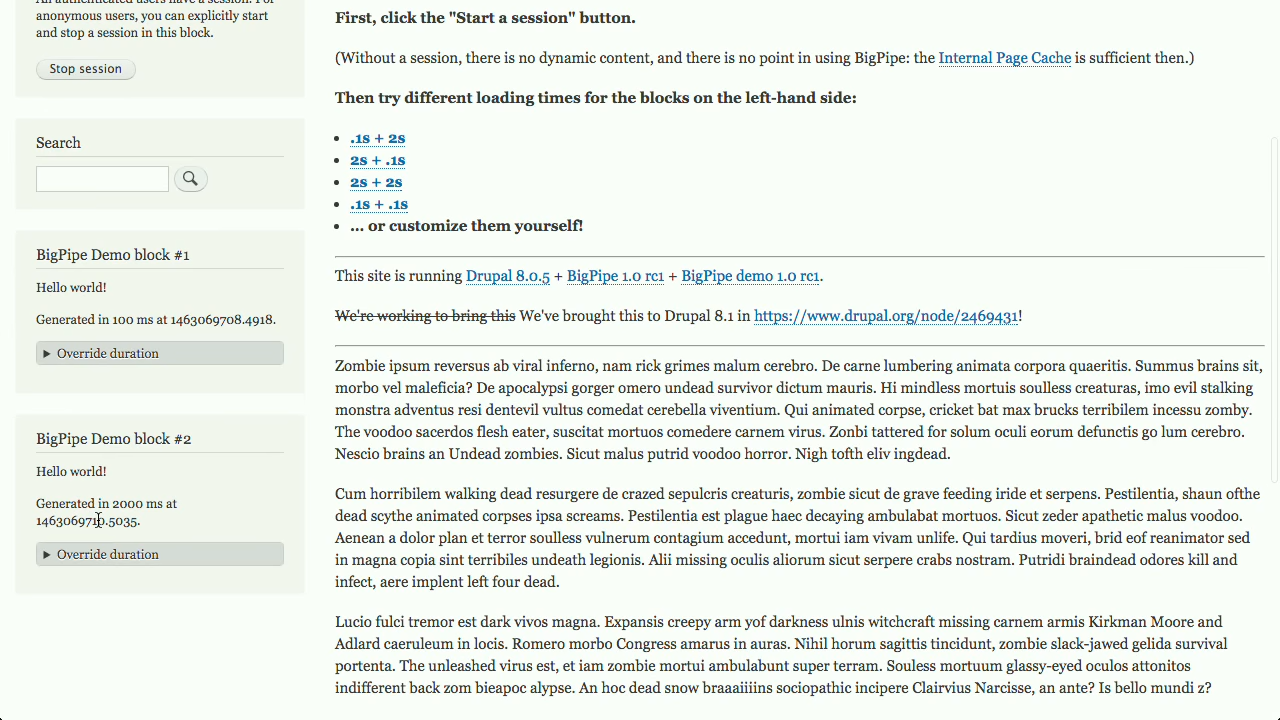 An authenticated users have a session. For
anonymous users, you can explicitly start
and stop a session in this block.
Stop session
Search
BigPipe Demo block #1
Hello world!
Generated in 100 ms at 1463069708.4918.
Override duration
BigPipe Demo block #2
Hello world!
Generated in 2000 ms at
1463069710.5035.
Override duration
First, click the "Start a session" button.
(Without a session, there is no dynamic content, and there is no point in using BigPipe: the Internal Page Cache is sufficient then.)
Then try different loading times for the blocks on the left-hand side:
.1s + 2s
2s + .1s
2s + 2s
.1s + .1s
... or customize them yourself!
This site is running Drupal 8.0.5 + BigPipe 1.0 rc1 + BigPipe demo 1.0 rc1.
We're working to bring this We've brought this to Drupal 8.1 in https://www.drupal.org/node/2469431!
Zombie ipsum reversus ab viral inferno, nam rick grimes malum cerebro. De carne lumbering animata corpora quaeritis. Summus brains sit,
morbo vel maleficia? De apocalypsi gorger omero undead survivor dictum mauris. Hi mindless mortuis soulless creaturas, imo evil stalking
monstra adventus resi dentevil vultus comedat cerebella viventium. Qui animated corpse, cricket bat max brucks terribilem incessu zomby.
The voodoo sacerdos flesh eater, suscitat mortuos comedere carnem virus. Zonbi tattered for solum oculi eorum defunctis go lum cerebro.
Nescio brains an Undead zombies. Sicut malus putrid voodoo horror. Nigh tofth eliv ingdead.
Cum horribilem walking dead resurgere de crazed sepulcris creaturis, zombie sicut de grave feeding iride et serpens. Pestilentia, shaun ofthe
dead scythe animated corpses ipsa screams. Pestilentia est plague haec decaying ambulabat mortuos. Sicut zeder apathetic malus voodoo.
Aenean a dolor plan et terror soulless vulnerum contagium accedunt, mortui iam vivam unlife. Qui tardius moveri, brid eof reanimator sed
in magna copia sint terribiles undeath legionis. Alii missing oculis aliorum sicut serpere crabs nostram. Putridi braindead odores kill and
infect, aere implent left four dead.
Lucio fulci tremor est dark vivos magna. Expansis creepy arm yof darkness ulnis witchcraft missing carnem armis Kirkman Moore and
Adlard caeruleum in locis. Romero morbo Congress amarus in auras. Nihil horum sagittis tincidunt, zombie slack-jawed gelida survival
portenta. The unleashed virus est, et iam zombie mortui ambulabunt super terram. Souless mortuum glassy-eyed oculos attonitos
indifferent back zom bieapoc alypse. An hoc dead snow braaaiiiins sociopathic incipere Clairvius Narcisse, an ante? Is bello mundi z?